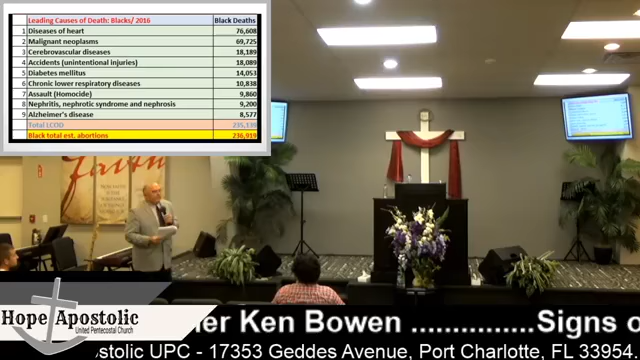 Leading Causes of Death: Blacks/ 2016 Black Deaths
1 Diseases of heart 76,608
2 Malignant neoplasms 69,725
3 Cerebrovascular diseases 18,189
4 Accidents (unintentional injuries) 18,089
5 Diabetes mellitus 14,053
6 Chronic lower respiratory diseases 10,838
7 Assault (Homocide) 9,860
8 Nephritis, nephrotic syndrome and nephrosis 9,200
9 Alzheimer's disease 8,577
Total LCOD
Black total est. abortions 236,919
faith
Hope Apostolic
United Pentecostal Church
er Ken Bowen ...............Signs o
stolic UPC - 17353 Geddes Avenue, Port Charlotte, FL 33954